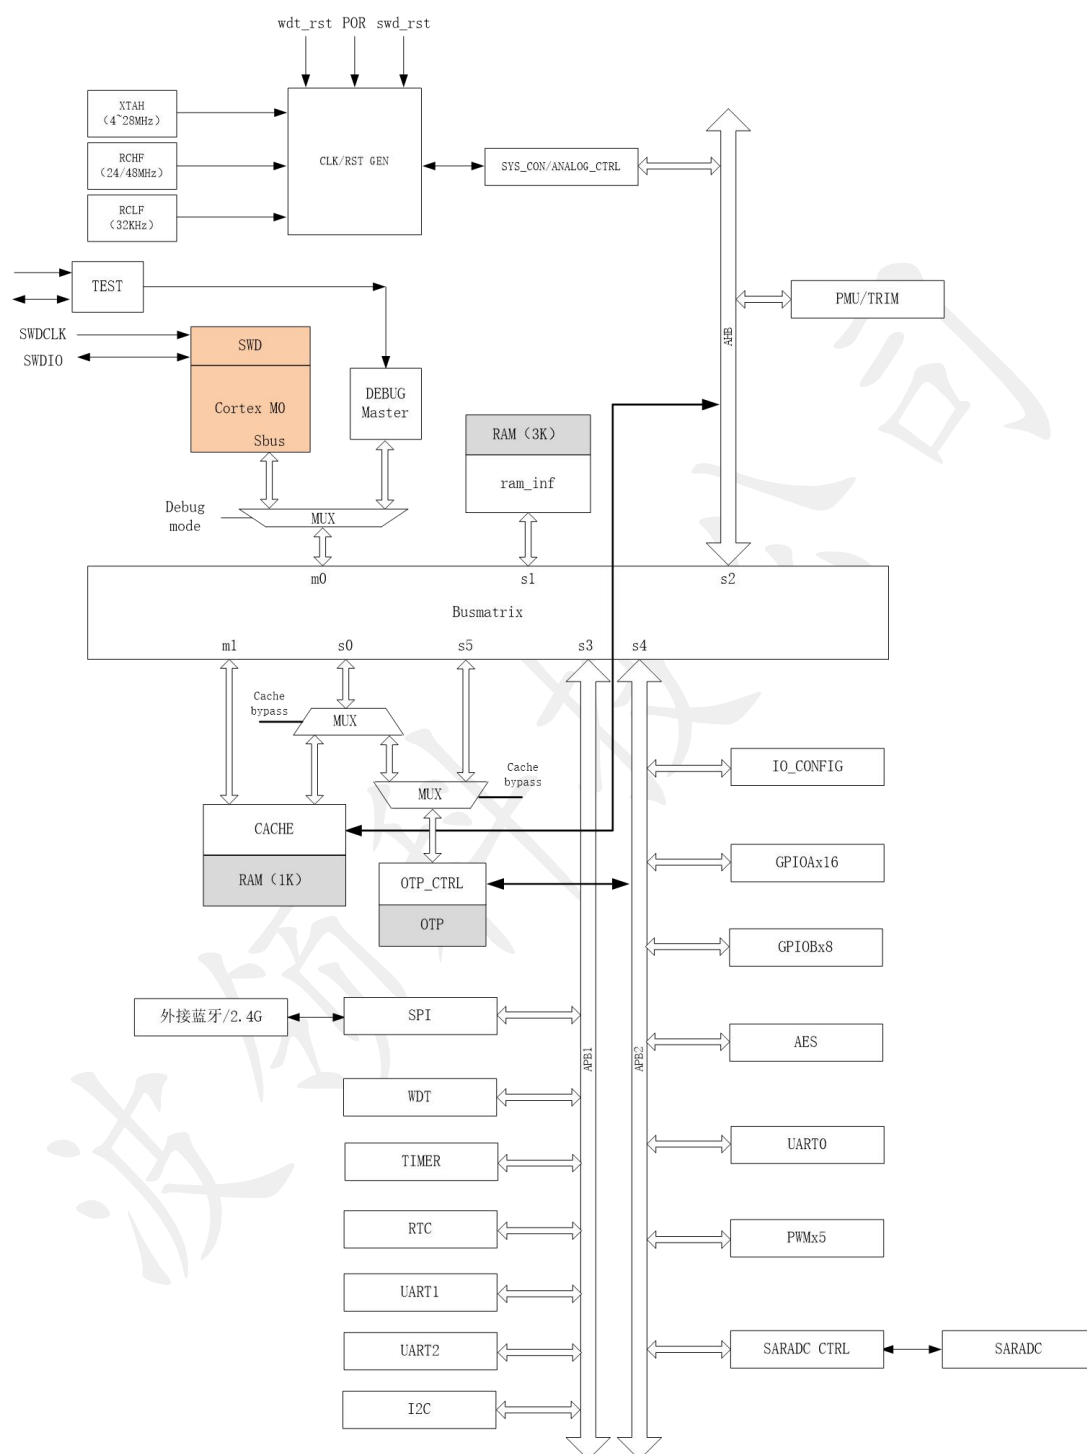 wdt_rst POR swd_rst
XTAH
(4~28MHz)
RCHF
(24/48MHz)
RCLF
(32KHz)
CLK/RST GEN
SYS_CON/ANALOG_CTRL
TEST
PMU/TRIM
AHB
SWDCLK
SWDIO
SWD
Cortex M0
Sbus
DEBUG
Master
RAM（3K）
ram_inf
Debug
mode
MUX
m0
s1
s2
Busmatrix
m1
s0
s5
s3
s4
Cache
bypass
MUX
Cache
bypass
MUX
CACHE
RAM（1K）
OTP_CTRL
OTP
IO_CONFIG
GPIOAx16
GPIOBx8
外接蓝牙/2.4G
SPI
AES
APB1
APB2
WDT
TIMER
UART0
RTC
PWMx5
UART1
UART2
SARADC CTRL
SARADC
I2C